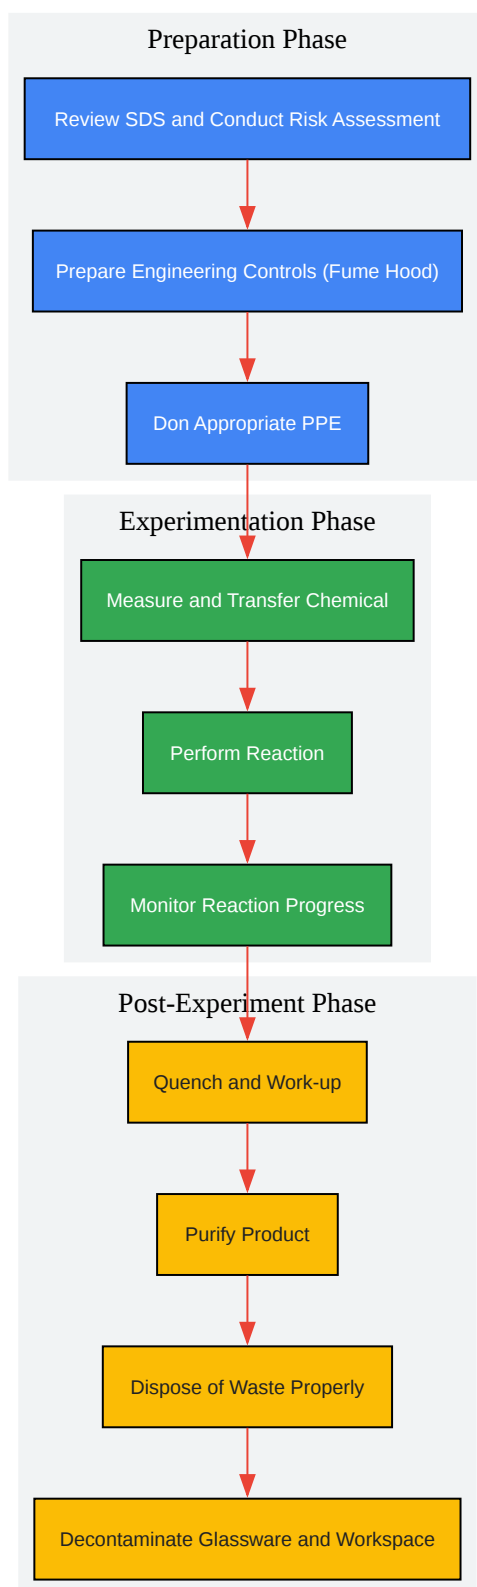 Preparation Phase
Review SDS and Conduct Risk Assessment
Prepare Engineering Controls (Fume Hood)
Don Appropriate PPE
Experimentation Phase
Measure and Transfer Chemical
Perform Reaction
Monitor Reaction Progress
Post-Experiment Phase
Quench and Work-up
Purify Product
Dispose of Waste Properly
Decontaminate Glassware and Workspace